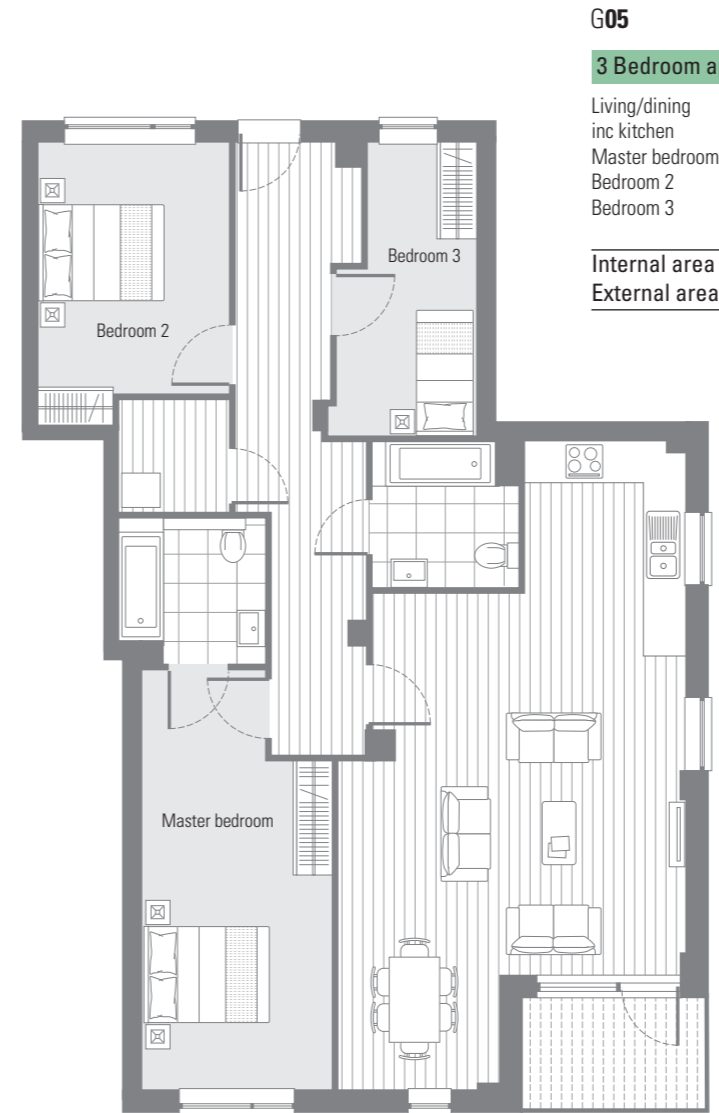 G05
3 Bedroom a
Living/dining
inc kitchen
Master bedroom
Bedroom 2
Bedroom 3
Internal area
External area
Bedroom 3
Bedroom 2
Master bedroom